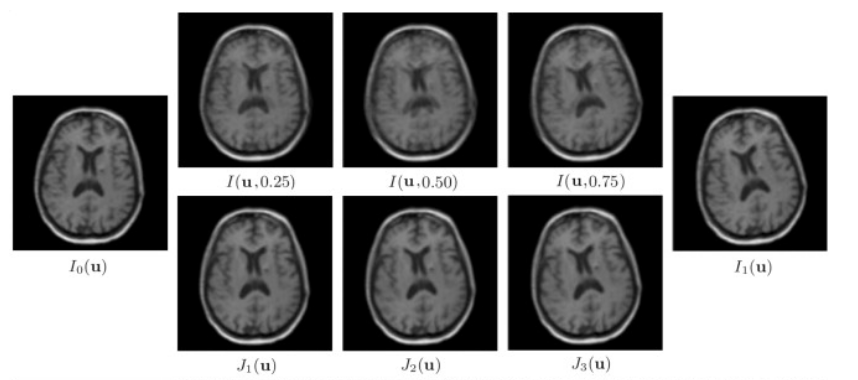 I(u,0.25) I(u,0.50) I(u,0.75)
I₀(u) I₁(u)
J₁(u) J₂(u) J₃(u)